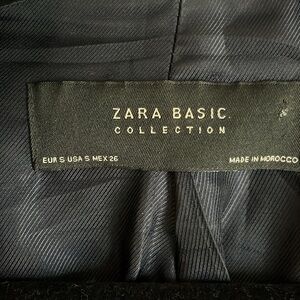 ZARA BASIC.
COLLECTION
EUR S USA S MEX 26 MADE IN MOROCCO